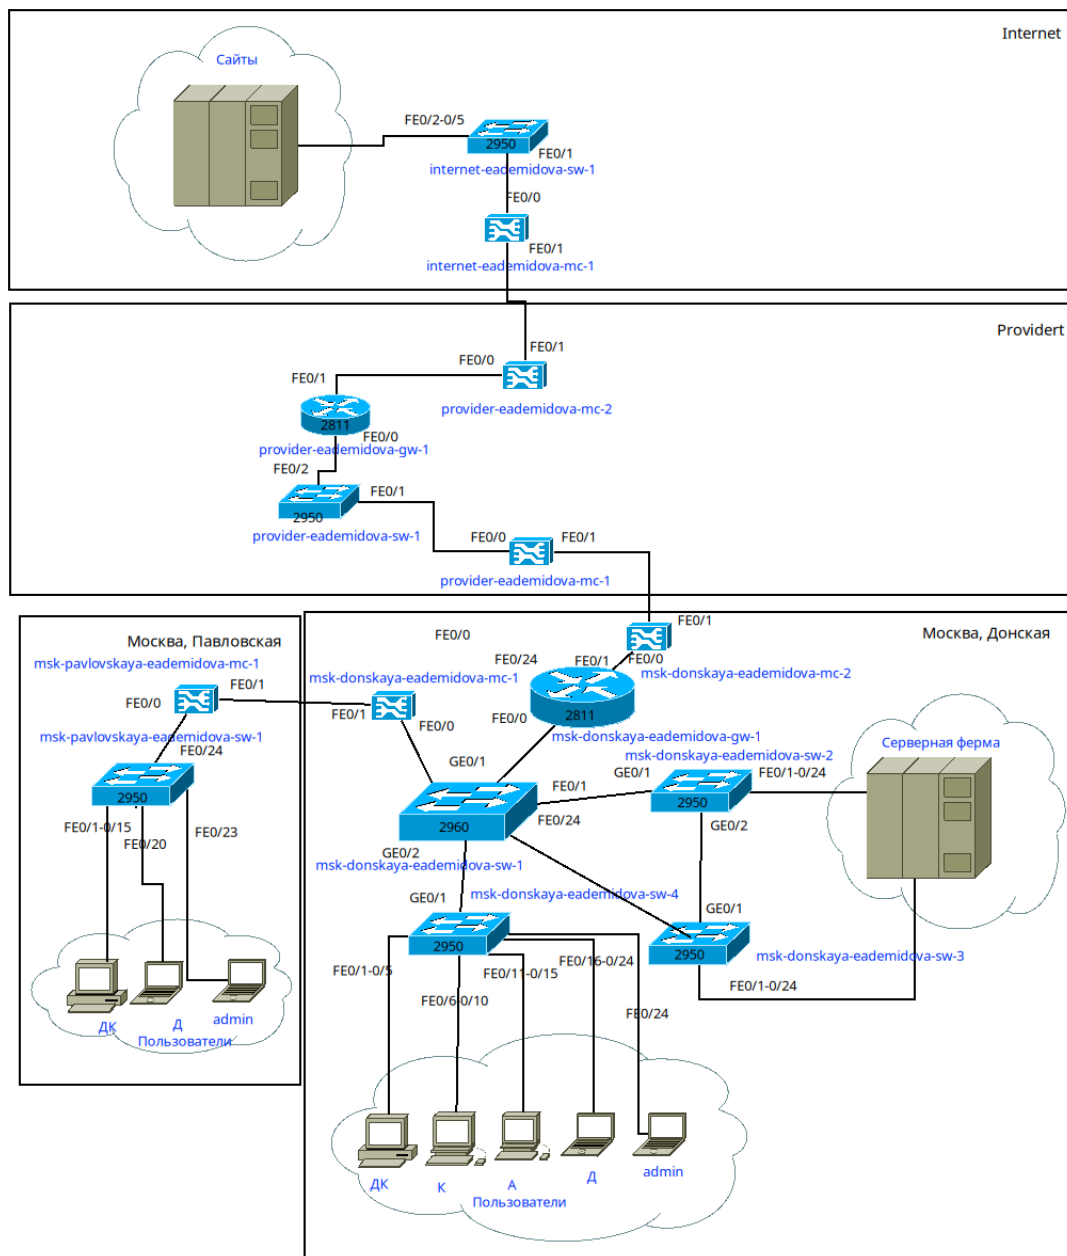 Internet
Сайты
FE0/2-0/5
2950
FE0/1
internet-eademidova-sw-1
FE0/0
FE0/1
internet-eademidova-mc-1
Providert
FE0/1
FE0/0
FE0/1
provider-eademidova-mc-2
2811
FE0/0
provider-eademidova-gw-1
FE0/2
FE0/1
2950
provider-eademidova-sw-1
FE0/0
FE0/1
provider-eademidova-mc-1
Москва, Павловская
msk-pavlovskaya-eademidova-mc-1
FE0/1
FE0/0
msk-pavlovskaya-eademidova-sw-1
FE0/24
2950
FE0/1-0/15
FE0/20
FE0/23
ДК
Д
admin
Пользователи
Москва, Донская
FE0/1
FE0/0
FE0/24
FE0/1
FE0/0
msk-donskaya-eademidova-mc-2
msk-donskaya-eademidova-mc-1
FE0/1
FE0/0
FE0/0
2811
msk-donskaya-eademidova-gw-1
msk-donskaya-eademidova-sw-2
Серверная ферма
GE0/1
GE0/1
FE0/1-0/24
FE0/1
2950
FE0/24
2960
GE0/2
GE0/2
msk-donskaya-eademidova-sw-1
msk-donskaya-eademidova-sw-4
GE0/1
GE0/1
2950
2950
msk-donskaya-eademidova-sw-3
FE0/1-0/5
FE0/11-0/15
FE0/16-0/24
FE0/1-0/24
FE0/6-0/10
FE0/24
ДК
К
А
Д
admin
Пользователи